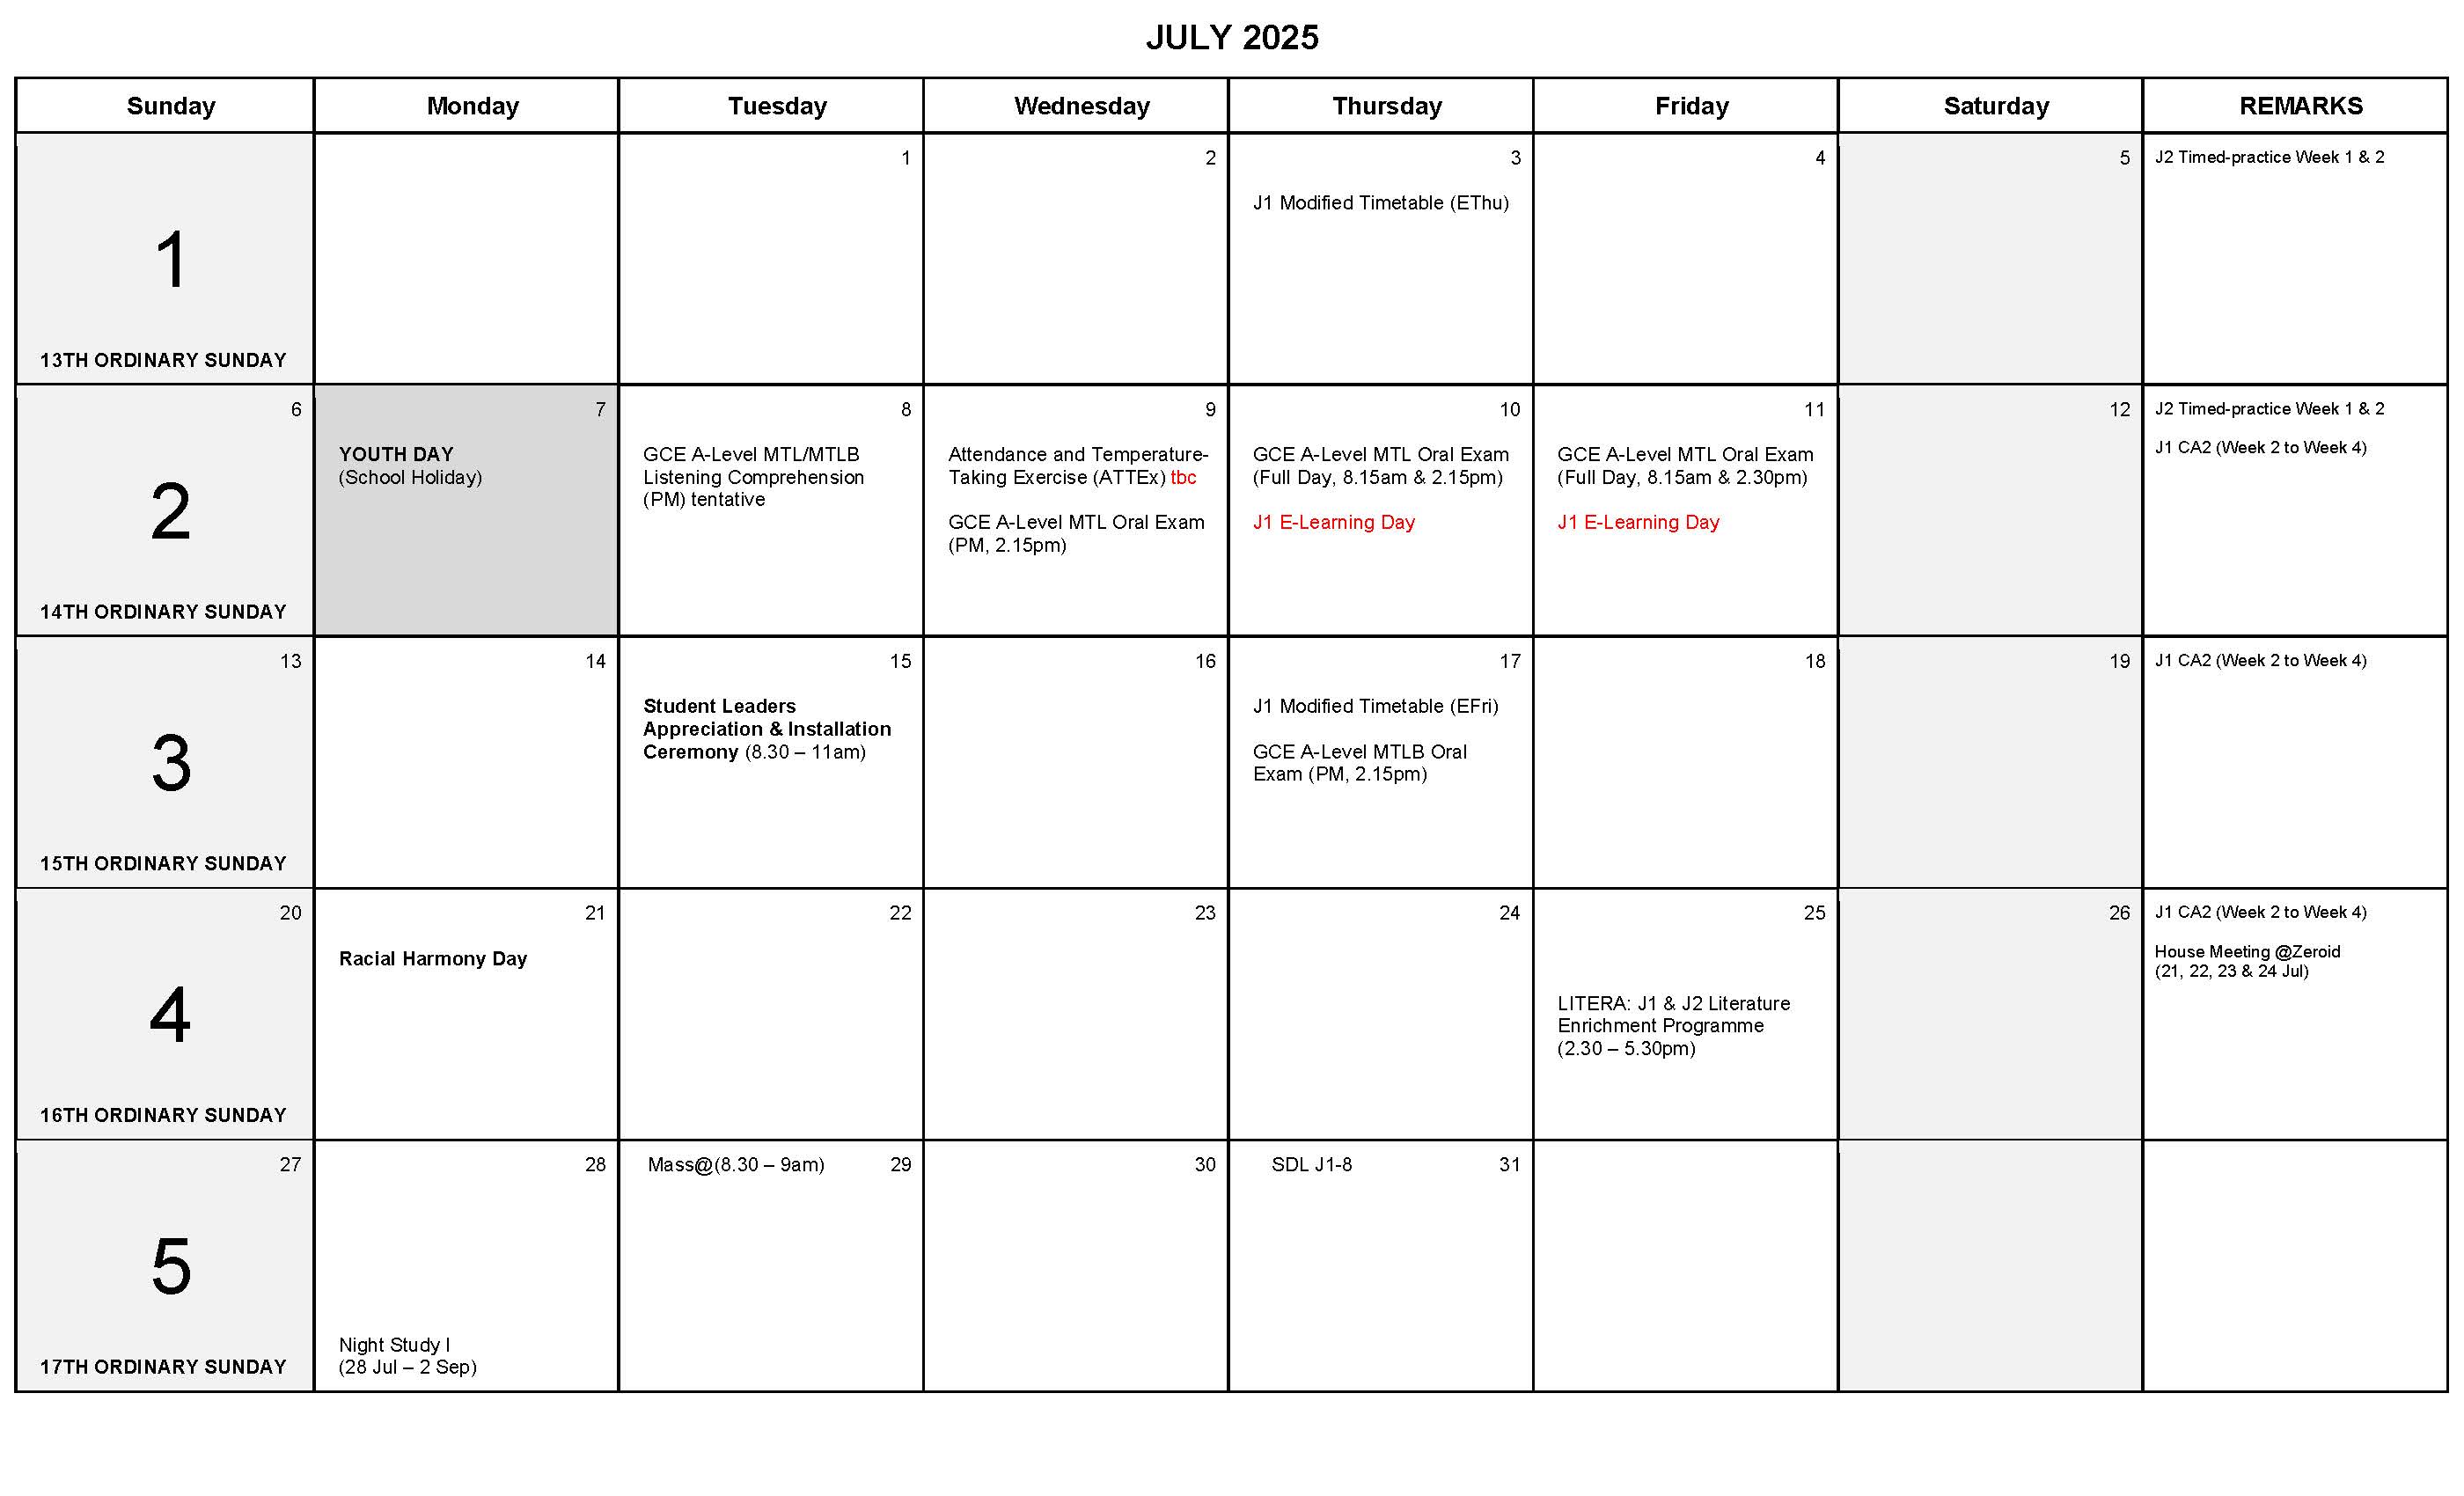 JULY 2025
Sunday
Monday
Tuesday
Wednesday
Thursday
Friday
Saturday
REMARKS
1
13TH ORDINARY SUNDAY
1
2
3
J1 Modified Timetable (EThu)
4
5
J2 Timed-practice Week 1 & 2
6
2
14TH ORDINARY SUNDAY
7
YOUTH DAY
(School Holiday)
8
GCE A-Level MTL/MTLB
Listening Comprehension
(PM) tentative
9
Attendance and Temperature-
Taking Exercise (ATTEx) tbc
GCE A-Level MTL Oral Exam
(PM, 2.15pm)
10
GCE A-Level MTL Oral Exam
(Full Day, 8.15am & 2.15pm)
J1 E-Learning Day
11
GCE A-Level MTL Oral Exam
(Full Day, 8.15am & 2.30pm)
J1 E-Learning Day
12
J2 Timed-practice Week 1 & 2
J1 CA2 (Week 2 to Week 4)
13
3
15TH ORDINARY SUNDAY
14
15
Student Leaders
Appreciation & Installation
Ceremony (8.30 – 11am)
16
17
J1 Modified Timetable (EFri)
GCE A-Level MTLB Oral
Exam (PM, 2.15pm)
18
19
J1 CA2 (Week 2 to Week 4)
20
4
16TH ORDINARY SUNDAY
21
Racial Harmony Day
22
23
24
25
LITERA: J1 & J2 Literature
Enrichment Programme
(2.30 – 5.30pm)
26
J1 CA2 (Week 2 to Week 4)
House Meeting @Zeroid
(21, 22, 23 & 24 Jul)
27
5
17TH ORDINARY SUNDAY
28
Night Study I
(28 Jul – 2 Sep)
Mass@(8.30 – 9am) 29
30
SDL J1-8 31